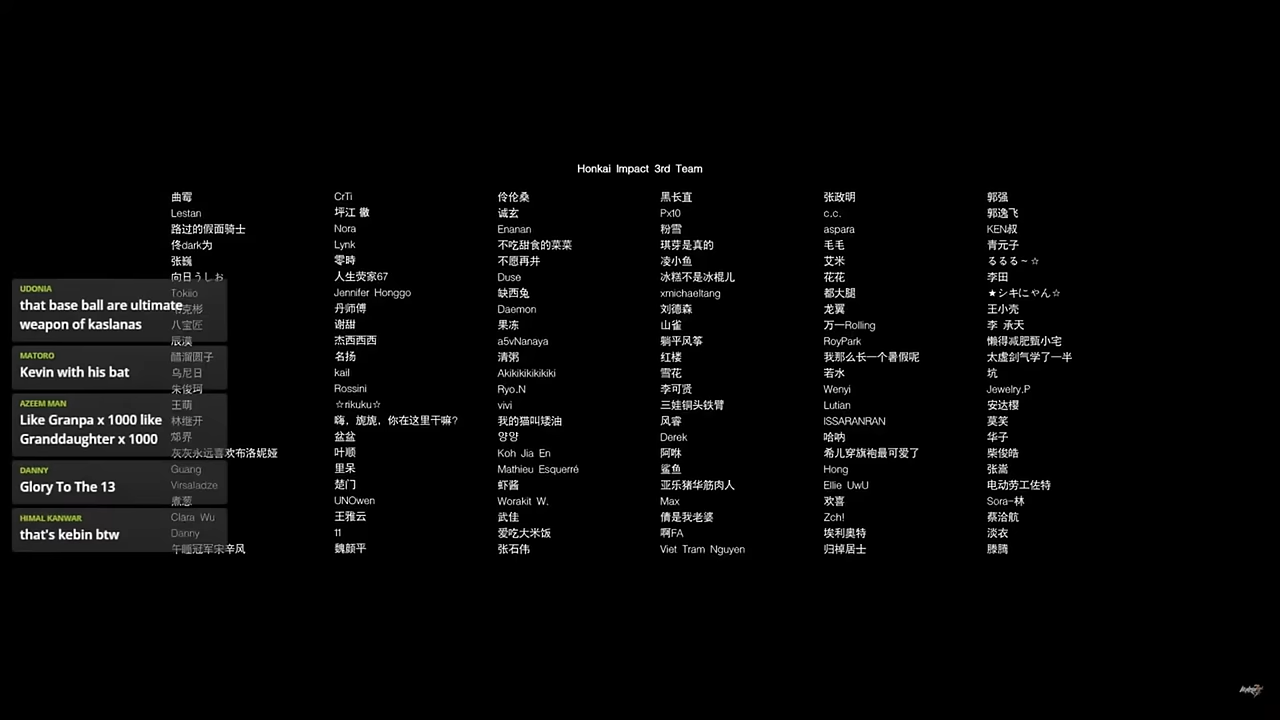 Honkai Impact 3rd Team
曲霉
Lestan
路过的假面骑士
佟dark为
张巍
向日うしお
Tokiio
韦克彬
八宝匠
辰漠
醋溜圆子
乌尼日
朱俊珂
王萌
林继开
邬界
灰灰永远喜欢布洛妮娅
Guang
Virsaladze
煮葱
Clara Wu
Danny
午睡冠军宋辛风
CrTi
坪江 徹
Nora
Lynk
零時
人生荧家67
Jennifer Honggo
丹师傅
谢甜
杰西西西
名扬
kail
Rossini
☆rikuku☆
嗨，旎旎，你在这里干嘛？
盆盆
叶顺
里呆
楚门
UNOwen
王雅云
11
魏颜平
伶伦桑
诚玄
Enanan
不吃甜食的菜菜
不愿再井
Duse
缺西兔
Daemon
果冻
a5vNanaya
清粥
Akikikikikiki
Ryo.N
vivi
我的猫叫矮油
알알
Koh Jia En
Mathieu Esquerré
虾酱
Worakit W.
武佳
爱吃大米饭
张石伟
黑长直
Px10
粉雪
琪芽是真的
凌小鱼
冰糕不是冰棍儿
xmichaeltang
刘德森
山雀
躺平风筝
红楼
雪花
李可贤
三娃铜头铁臂
风睿
Derek
阿咻
鲨鱼
亚乐猪华筋肉人
Max
倩是我老婆
啊FA
Viet Tram Nguyen
张政明
c.c.
aspara
毛毛
艾米
花花
都大腿
龙翼
万一Rolling
RoyPark
我那么长一个暑假呢
若水
Wenyi
Lutian
ISSARANRAN
哈呐
希儿穿旗袍最可爱了
Hong
Ellie UwU
欢喜
Zch!
埃利奥特
归棹居士
郭强
郭逸飞
KEN叔
青元子
るるる～☆
李田
★シキにゃん☆
王小壳
李 承天
懒得减肥甄小宅
太虚剑气学了一半
坑
Jewelry.P
安达樱
莫笑
华子
柴俊皓
张嵩
电动劳工佐特
Sora-林
蔡洽航
淡衣
滕腾
UDONIA
that base ball are ultimate
weapon of kaslanas
MATORO
Kevin with his bat
AZEEM MAN
Like Granpa x 1000 like
Granddaughter x 1000
DANNY
Glory To The 13
HIMAL KANWAR
that's kebin btw